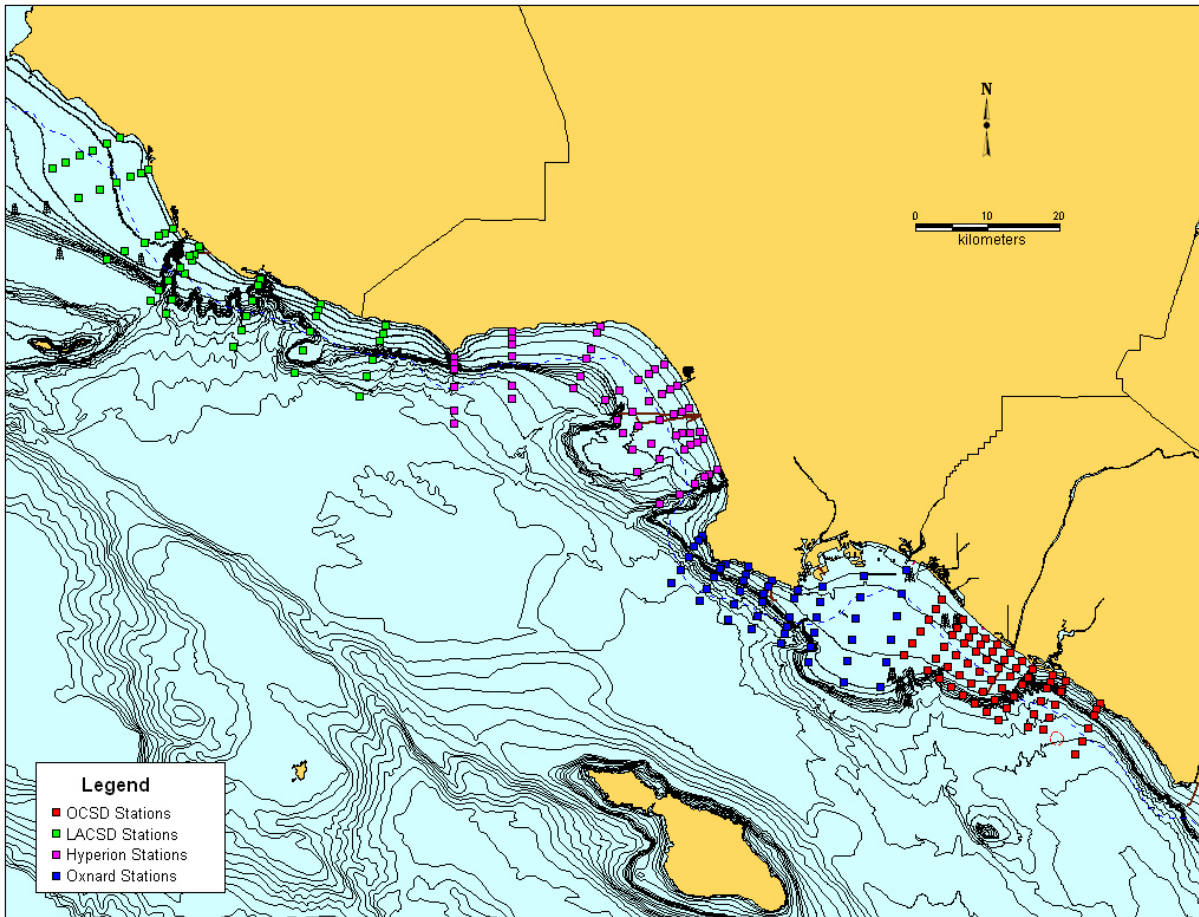 N
0 10 20
kilometers
Legend
OCSD Stations
LACSD Stations
Hyperion Stations
Oxnard Stations